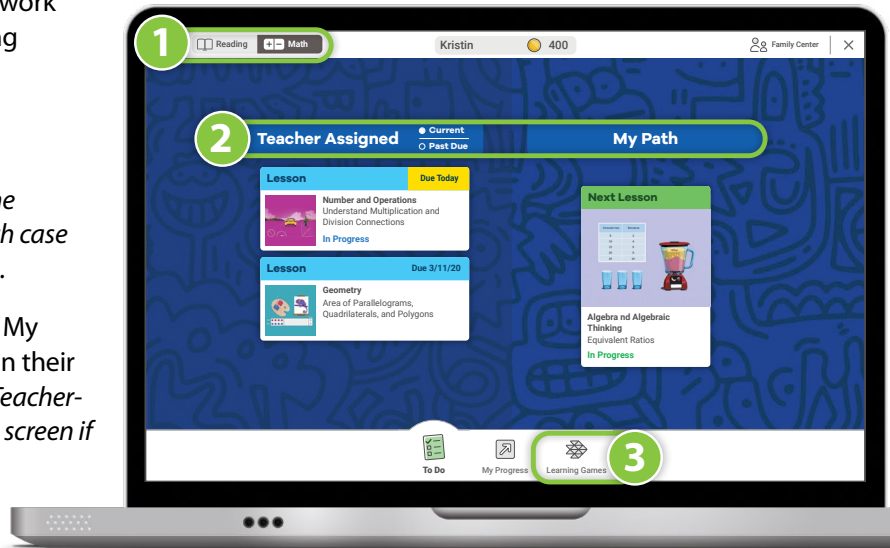 work
ng
ne
th case
.
My
n their
Teacher-
screen if
1
Reading
Math
Kristin
400
Family Center
2
Teacher Assigned
Current
Past Due
My Path
Lesson
Due Today
Number and Operations
Understand Multiplication and
Division Connections
In Progress
Lesson
Due 3/11/20
Geometry
Area of Parallelograms,
Quadrilaterals, and Polygons
Next Lesson
Algebra nd Algebraic
Thinking
Equivalent Ratios
In Progress
To Do
My Progress
Learning Games
3